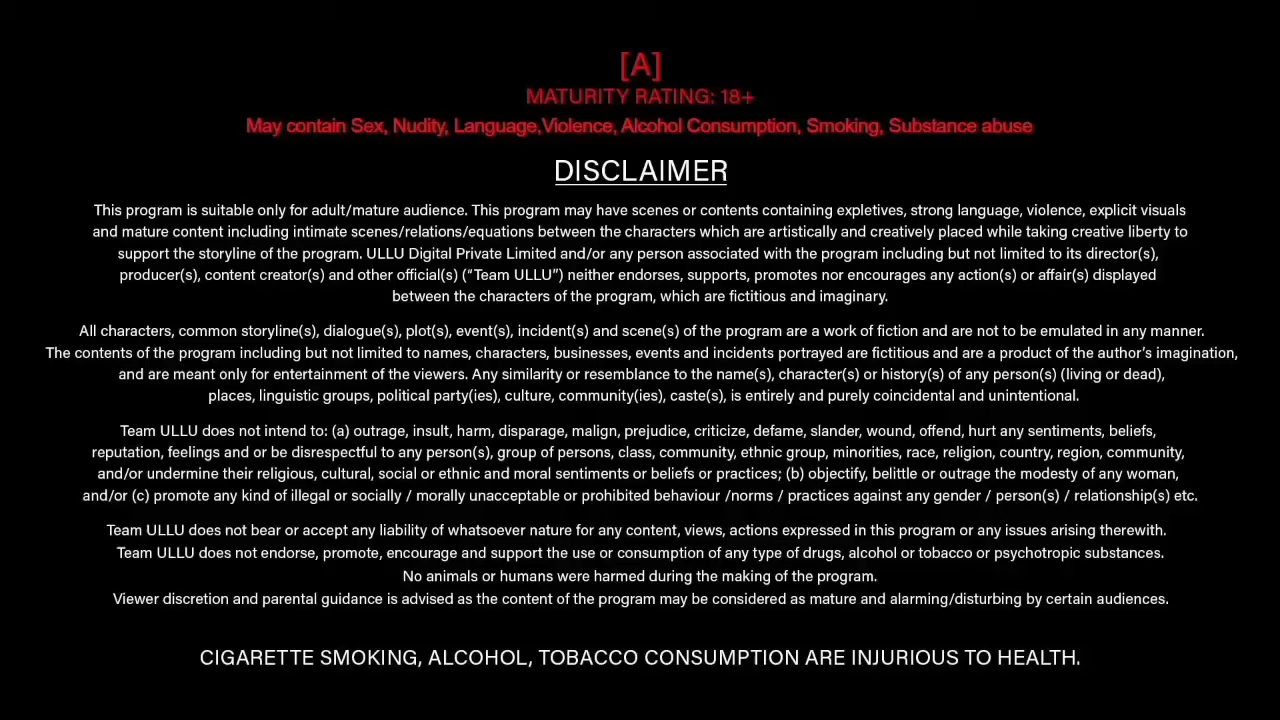 [A]
MATURITY RATING: 18+
May contain Sex, Nudity, Language,Violence, Alcohol Consumption, Smoking, Substance abuse
DISCLAIMER
This program is suitable only for adult/mature audience. This program may have scenes or contents containing expletives, strong language, violence, explicit visuals
and mature content including intimate scenes/relations/equations between the characters which are artistically and creatively placed while taking creative liberty to
support the storyline of the program. ULLU Digital Private Limited and/or any person associated with the program including but not limited to its director(s),
producer(s), content creator(s) and other official(s) (“Team ULLU”) neither endorses, supports, promotes nor encourages any action(s) or affair(s) displayed
between the characters of the program, which are fictitious and imaginary.
All characters, common storyline(s), dialogue(s), plot(s), event(s), incident(s) and scene(s) of the program are a work of fiction and are not to be emulated in any manner.
The contents of the program including but not limited to names, characters, businesses, events and incidents portrayed are fictitious and are a product of the author’s imagination,
and are meant only for entertainment of the viewers. Any similarity or resemblance to the name(s), character(s) or history(s) of any person(s) (living or dead),
places, linguistic groups, political party(ies), culture, community(ies), caste(s), is entirely and purely coincidental and unintentional.
Team ULLU does not intend to: (a) outrage, insult, harm, disparage, malign, prejudice, criticize, defame, slander, wound, offend, hurt any sentiments, beliefs,
reputation, feelings and or be disrespectful to any person(s), group of persons, class, community, ethnic group, minorities, race, religion, country, region, community,
and/or undermine their religious, cultural, social or ethnic and moral sentiments or beliefs or practices; (b) objectify, belittle or outrage the modesty of any woman,
and/or (c) promote any kind of illegal or socially / morally unacceptable or prohibited behaviour /norms / practices against any gender / person(s) / relationship(s) etc.
Team ULLU does not bear or accept any liability of whatsoever nature for any content, views, actions expressed in this program or any issues arising therewith.
Team ULLU does not endorse, promote, encourage and support the use or consumption of any type of drugs, alcohol or tobacco or psychotropic substances.
No animals or humans were harmed during the making of the program.
Viewer discretion and parental guidance is advised as the content of the program may be considered as mature and alarming/disturbing by certain audiences.
CIGARETTE SMOKING, ALCOHOL, TOBACCO CONSUMPTION ARE INJURIOUS TO HEALTH.